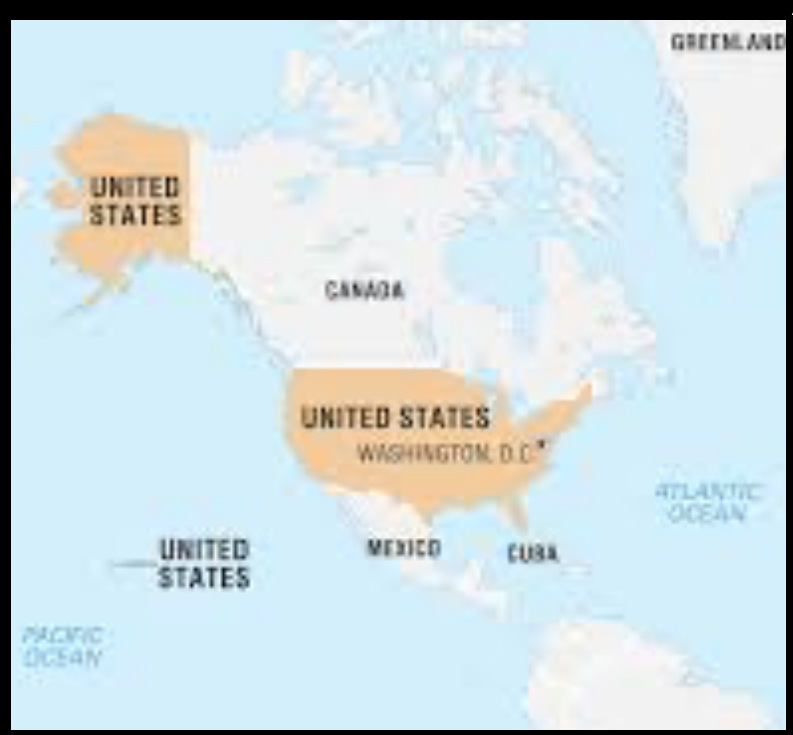 GREENLAND
UNITED
STATES
CANADA
UNITED STATES
WASHINGTON, D.C.
ATLANTIC
OCEAN
MEXICO
CUBA
UNITED
STATES
PACIFIC
OCEAN